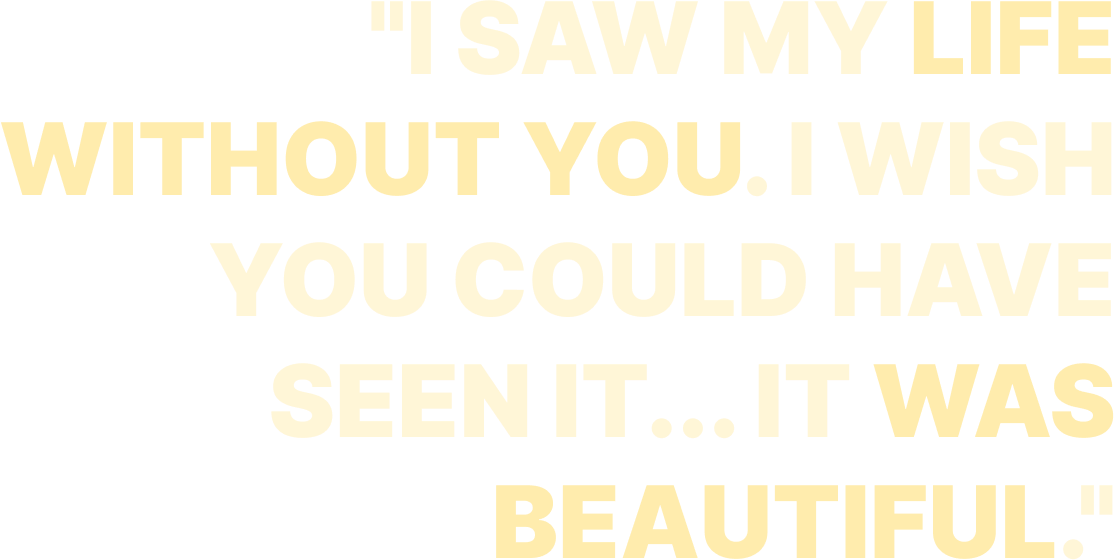 "I SAW MY LIFE
WITHOUT YOU. I WISH
YOU COULD HAVE
SEEN IT... IT WAS
BEAUTIFUL."